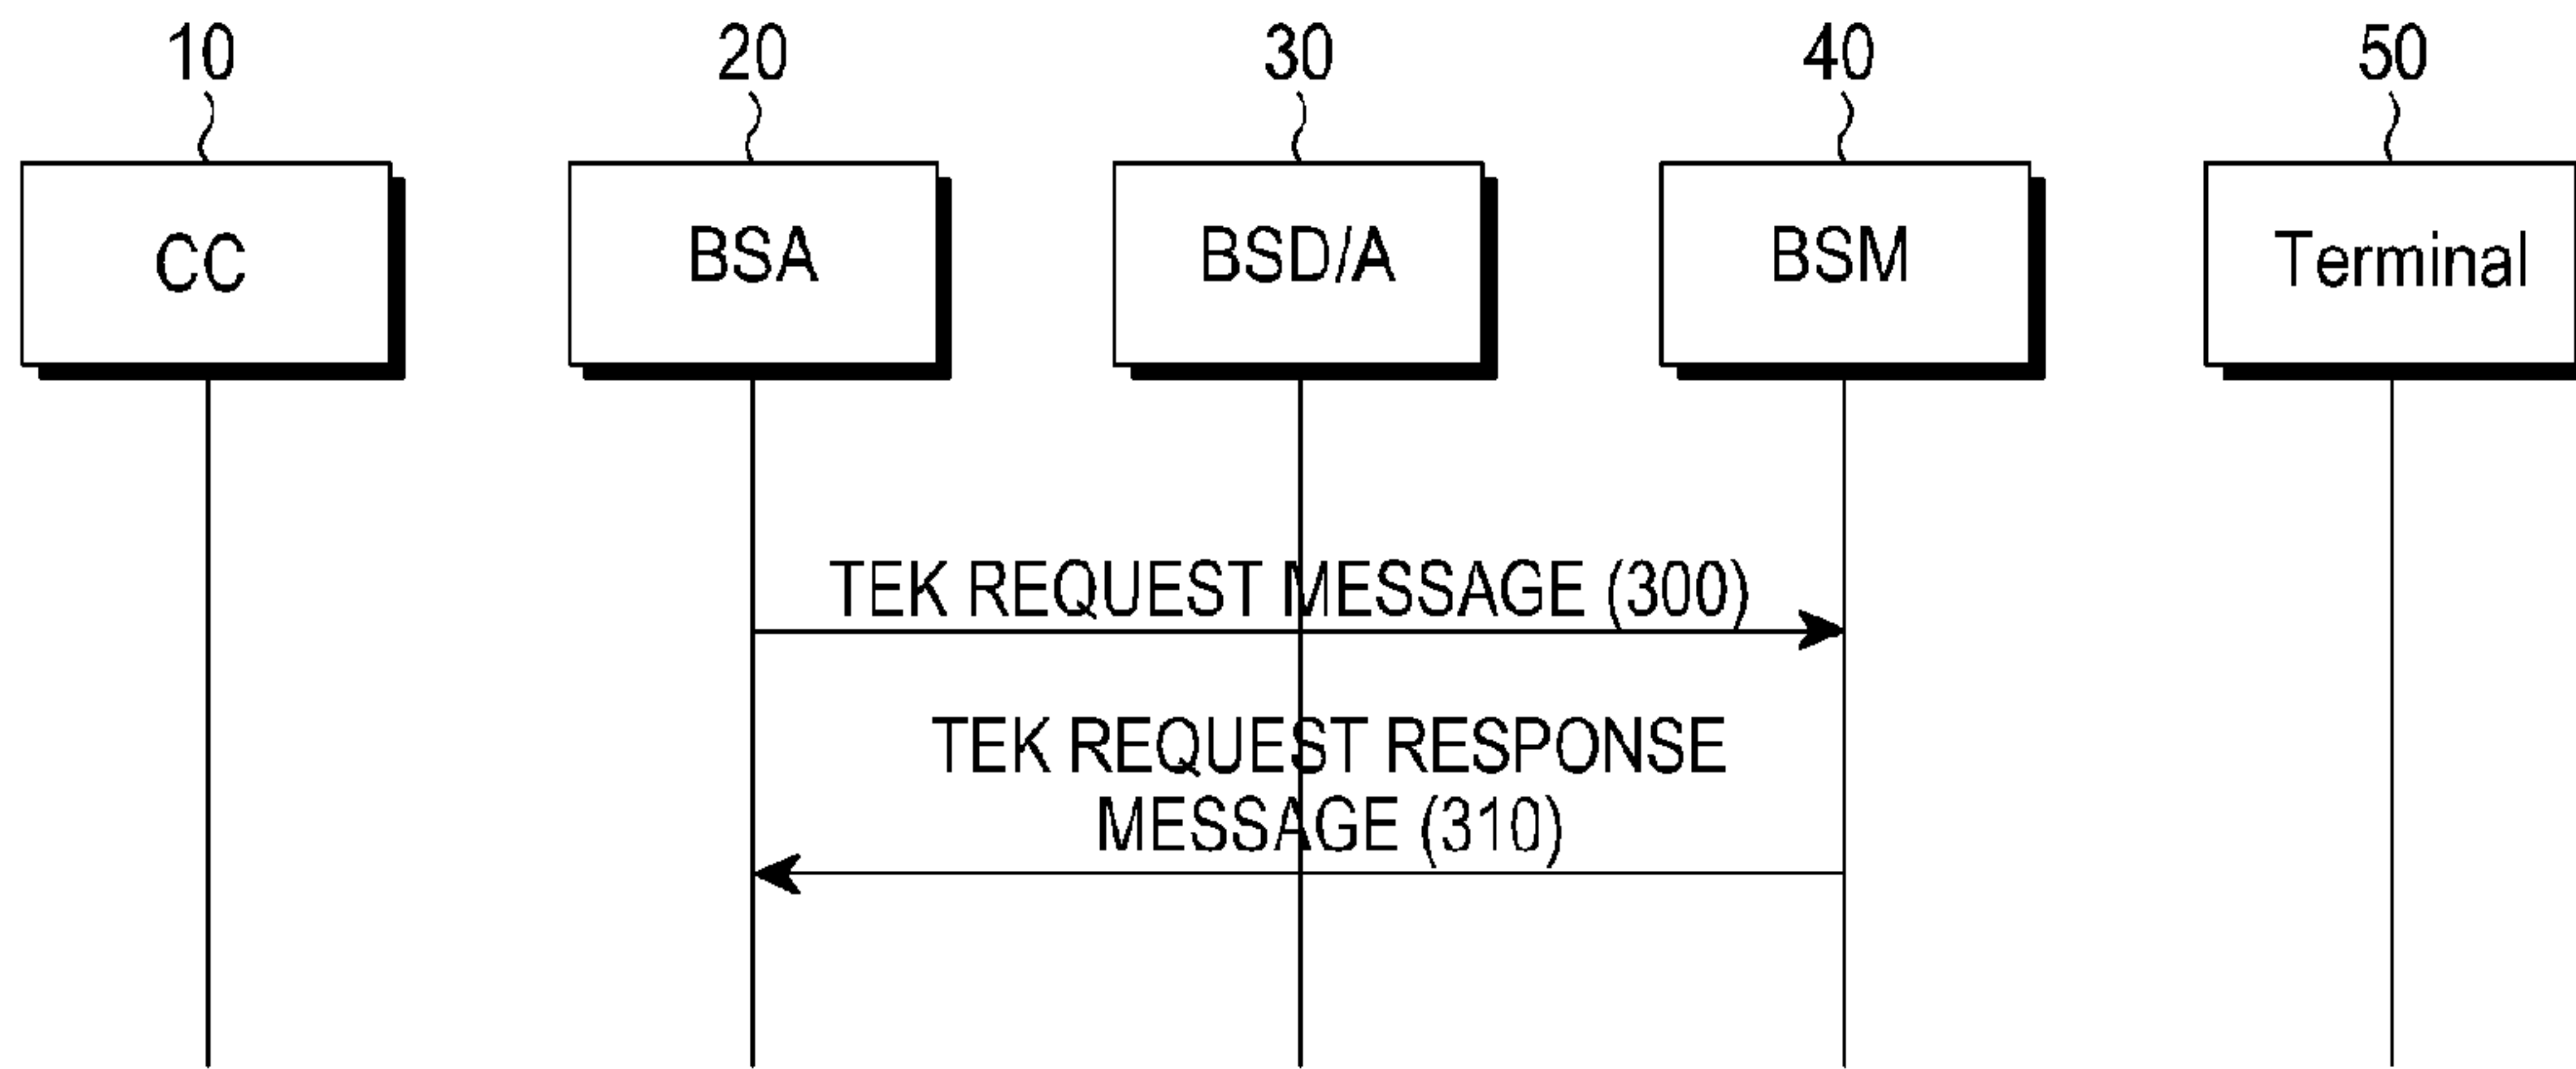 10 20 30 40 50
CC BSA BSD/A BSM Terminal
TEK REQUEST MESSAGE (300)
TEK REQUEST RESPONSE
MESSAGE (310)